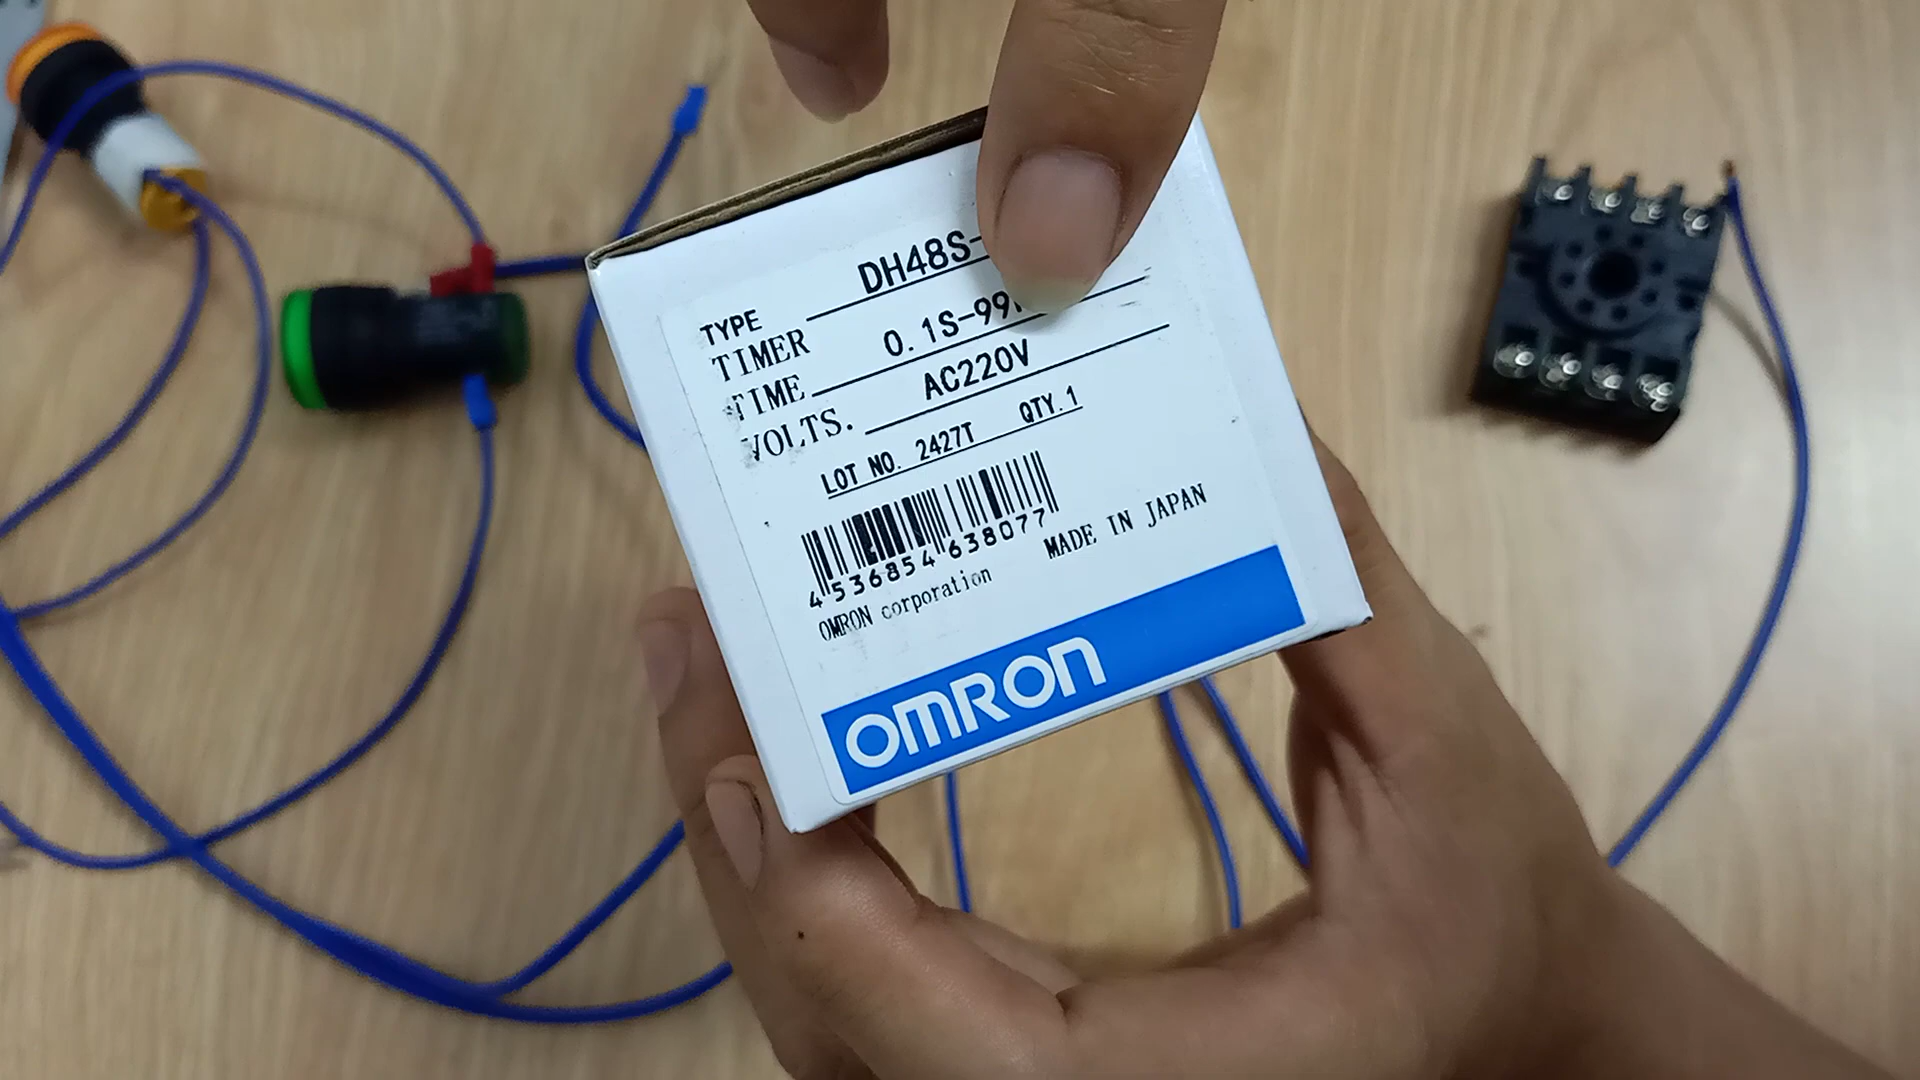 TYPE DH48S-
TIMER
TIME 0.1S-99
VOLTS. AC220V
LOT NO. 2427T QTY.1
4 536854 638077
MADE IN JAPAN
OMRON corporation
OMRON